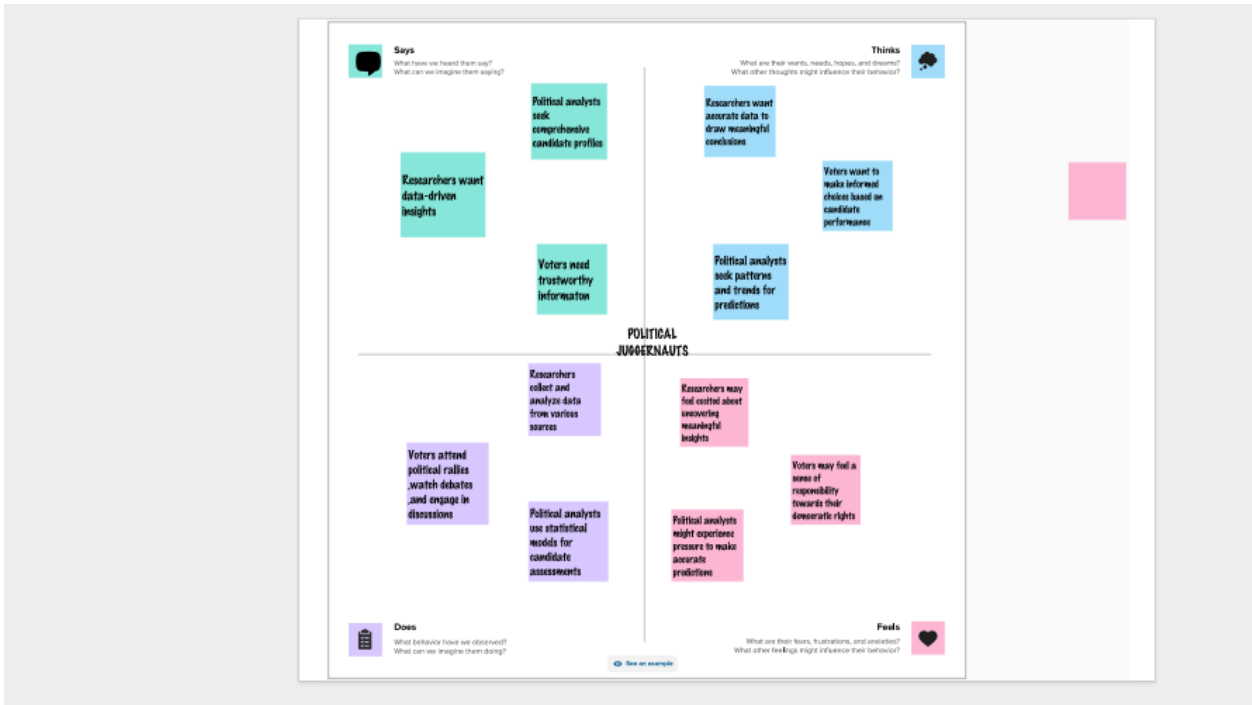 Says
What have we heard them say?
What can we imagine them saying?
Political analysts
seek
comprehensive
candidate profiles
Researchers want
data-driven
insights
Voters need
trustworthy
informaton
Thinks
What are their wants, needs, hopes, and dreams?
What other thoughts might influence their behavior?
Researchers want
accurate data to
draw meaningful
conclusions
Voters want to
make informed
choices based on
candidate
performance
Political analysts
seek patterns
and trends for
predictions
POLITICAL
JUGGERNAUTS
Researchers
collect and
analyze data
from various
sources
Voters attend
political rallies
,watch debates
,and engage in
discussions
Political analysts
use statistical
models for
candidate
assessments
Does
What behavior have we observed?
What can we imagine them doing?
Researchers may
feel excited about
uncovering
meaningful
insights
Voters may feel a
sense of
responsibility
towards their
democratic rights
Political analysts
might experience
pressure to make
accurate
predictions
Feels
What are their fears, frustrations, and anxieties?
What other feelings might influence their behavior?
See an example